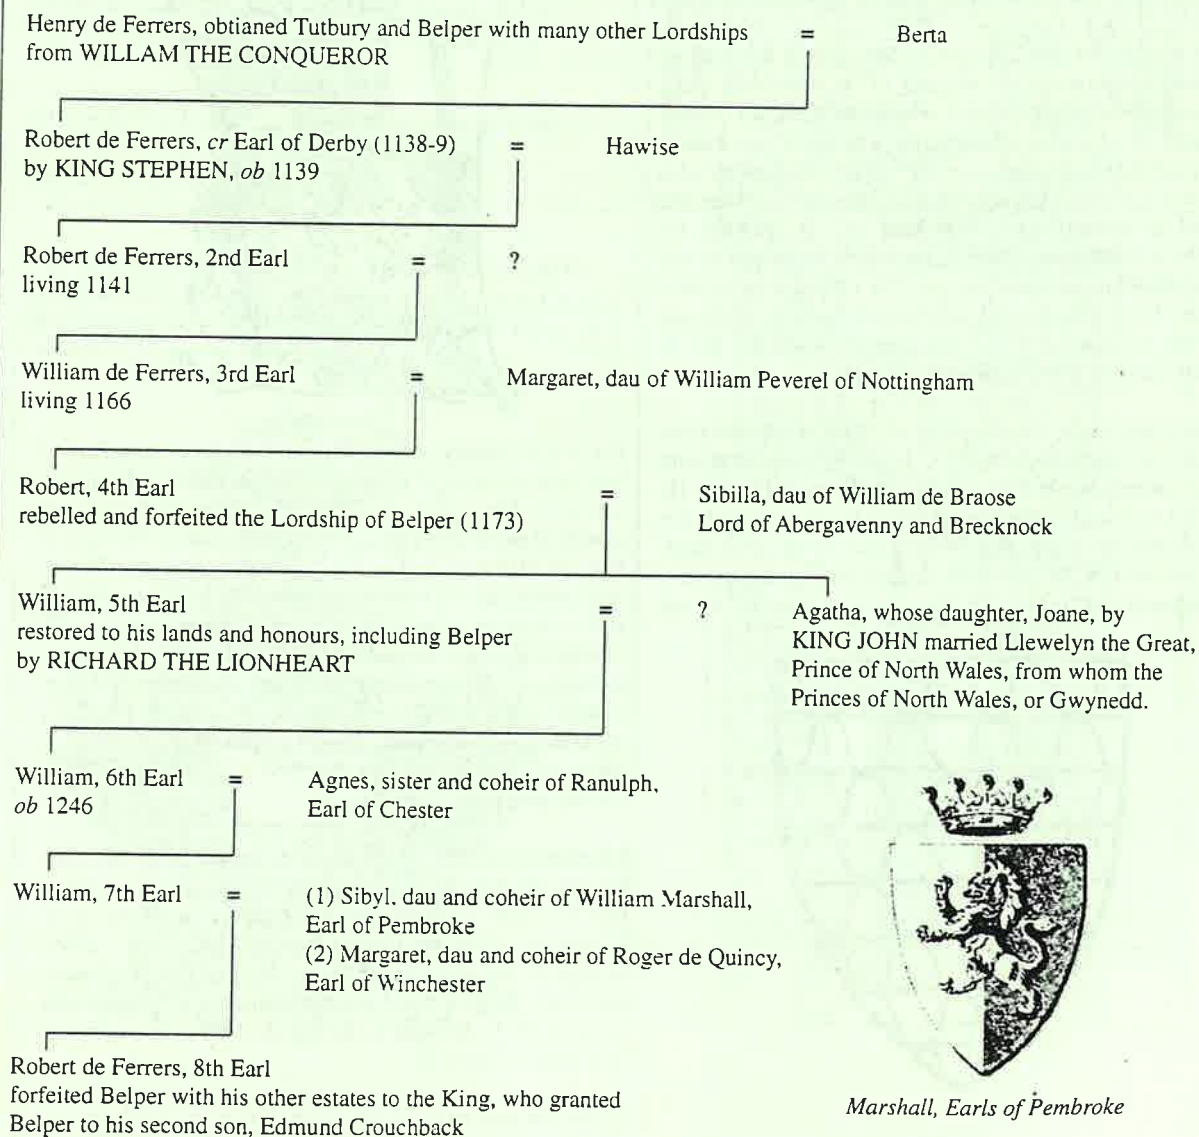 Henry de Ferrers, obtianed Tutbury and Belper with many other Lordships = Berta
from WILLAM THE CONQUEROR
Robert de Ferrers, cr Earl of Derby (1138-9) = Hawise
by KING STEPHEN, ob 1139
Robert de Ferrers, 2nd Earl = ?
living 1141
William de Ferrers, 3rd Earl = Margaret, dau of William Peverel of Nottingham
living 1166
Robert, 4th Earl = Sibilla, dau of William de Braose
rebelled and forfeited the Lordship of Belper (1173) Lord of Abergavenny and Brecknock
William, 5th Earl = ?
restored to his lands and honours, including Belper
by RICHARD THE LIONHEART
Agatha, whose daughter, Joane, by
KING JOHN married Llewelyn the Great,
Prince of North Wales, from whom the
Princes of North Wales, or Gwynedd.
William, 6th Earl = Agnes, sister and coheir of Ranulph,
ob 1246 Earl of Chester
William, 7th Earl = (1) Sibyl. dau and coheir of William Marshall,
Earl of Pembroke
(2) Margaret, dau and coheir of Roger de Quincy,
Earl of Winchester
Robert de Ferrers, 8th Earl
forfeited Belper with his other estates to the King, who granted
Belper to his second son, Edmund Crouchback
Marshall, Earls of Pembroke